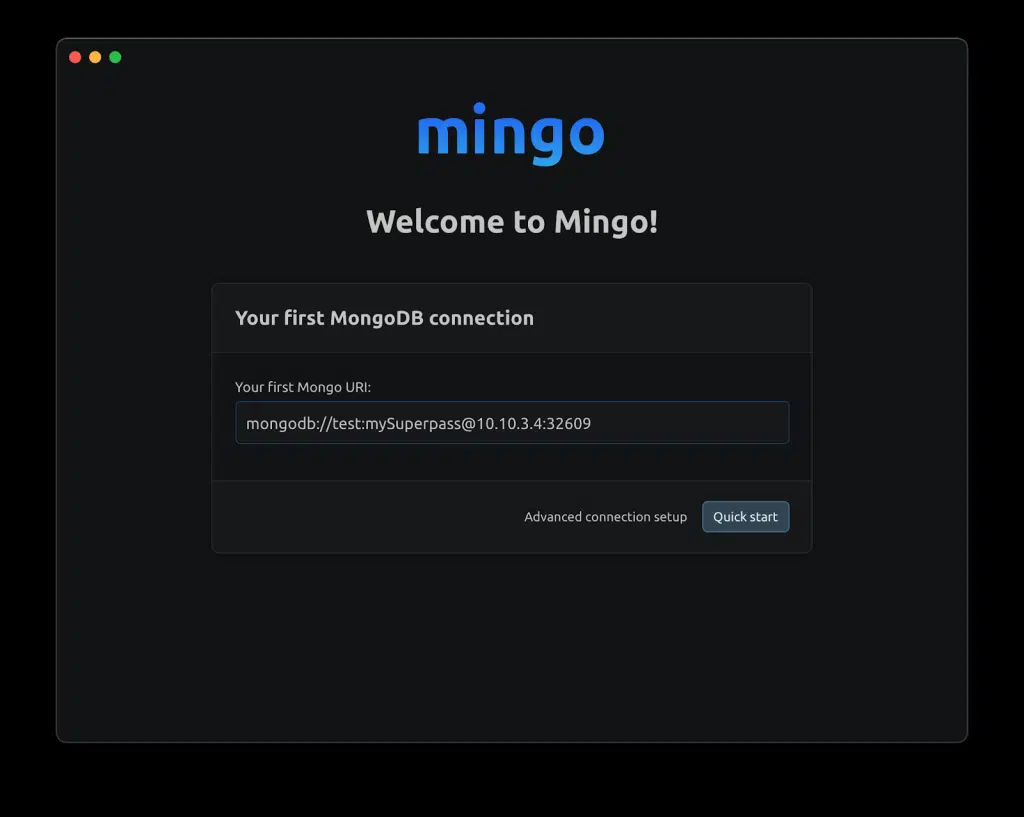 mingo
Welcome to Mingo!
Your first MongoDB connection
Your first Mongo URI:
mongodb://test:mySuperpass@10.10.3.4:32609
Advanced connection setup Quick start